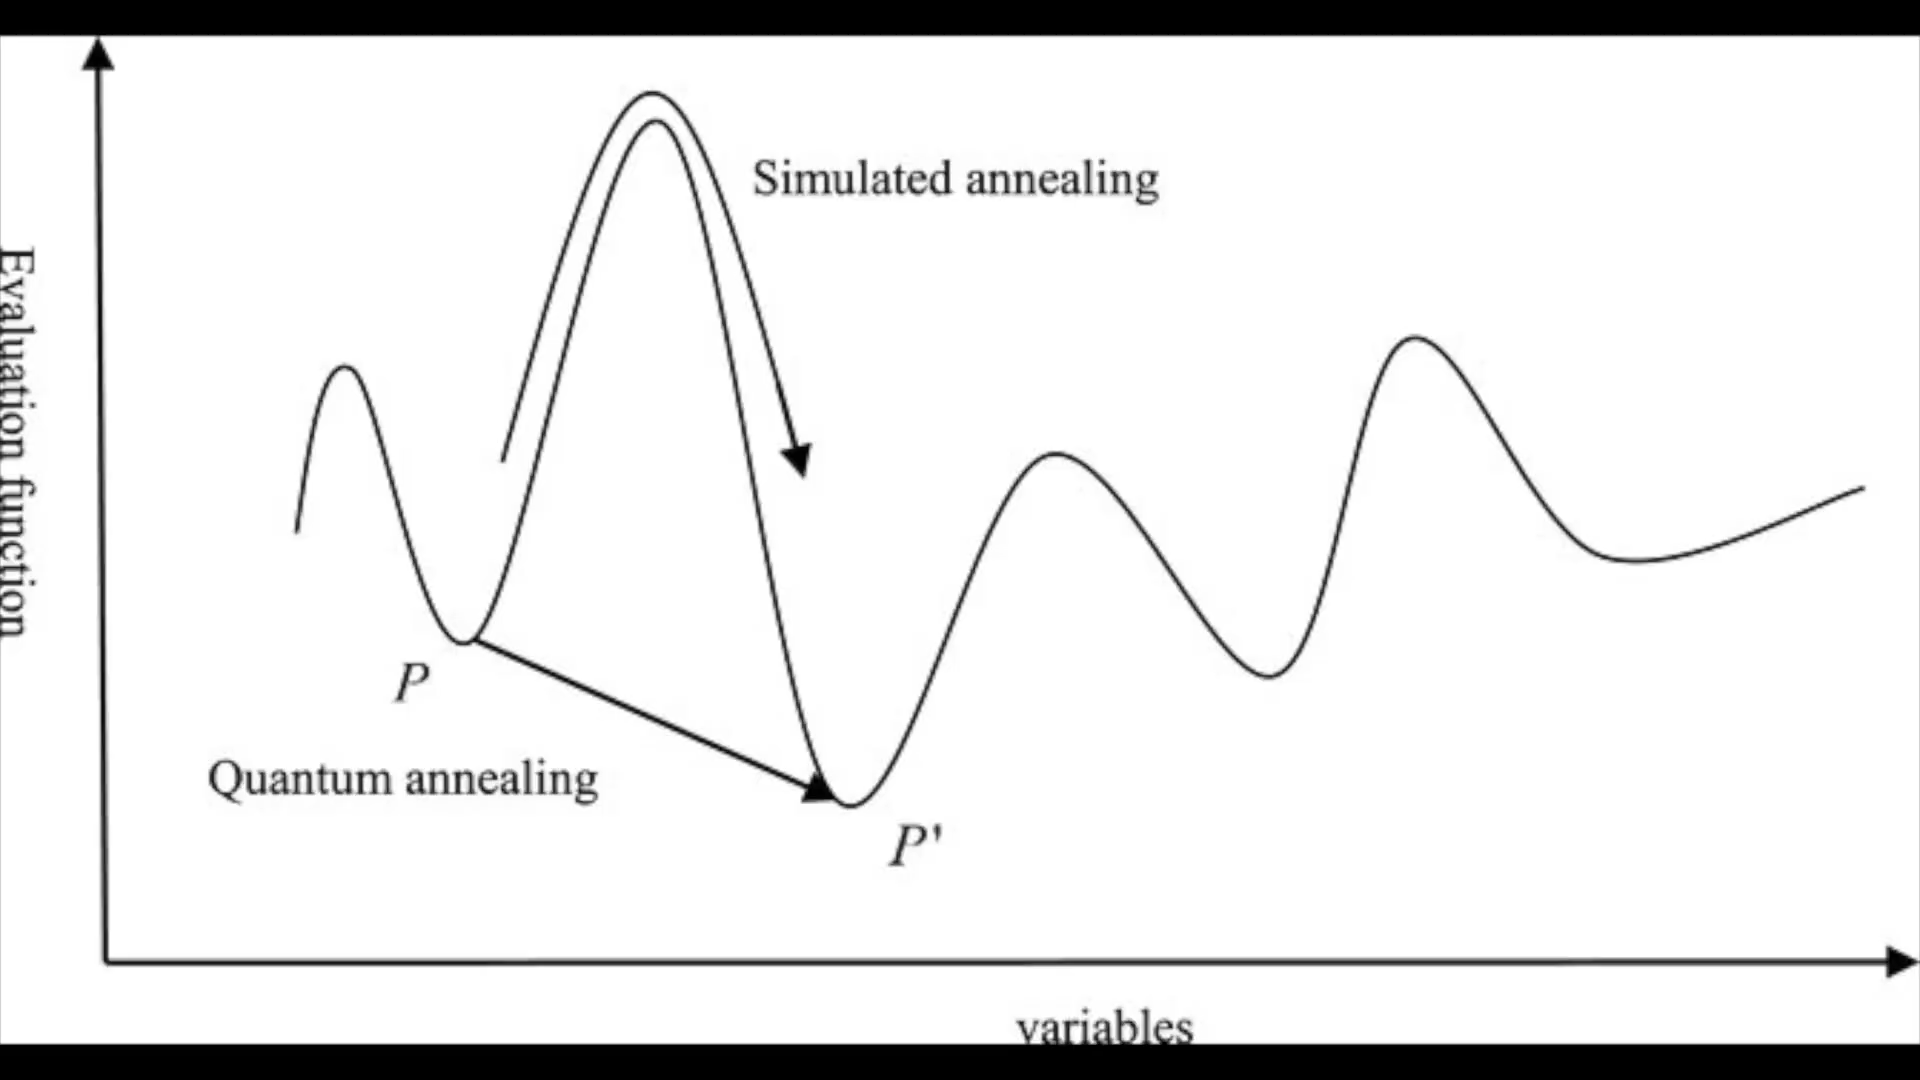 Simulated annealing
Evaluation function
P
Quantum annealing
P'
variables